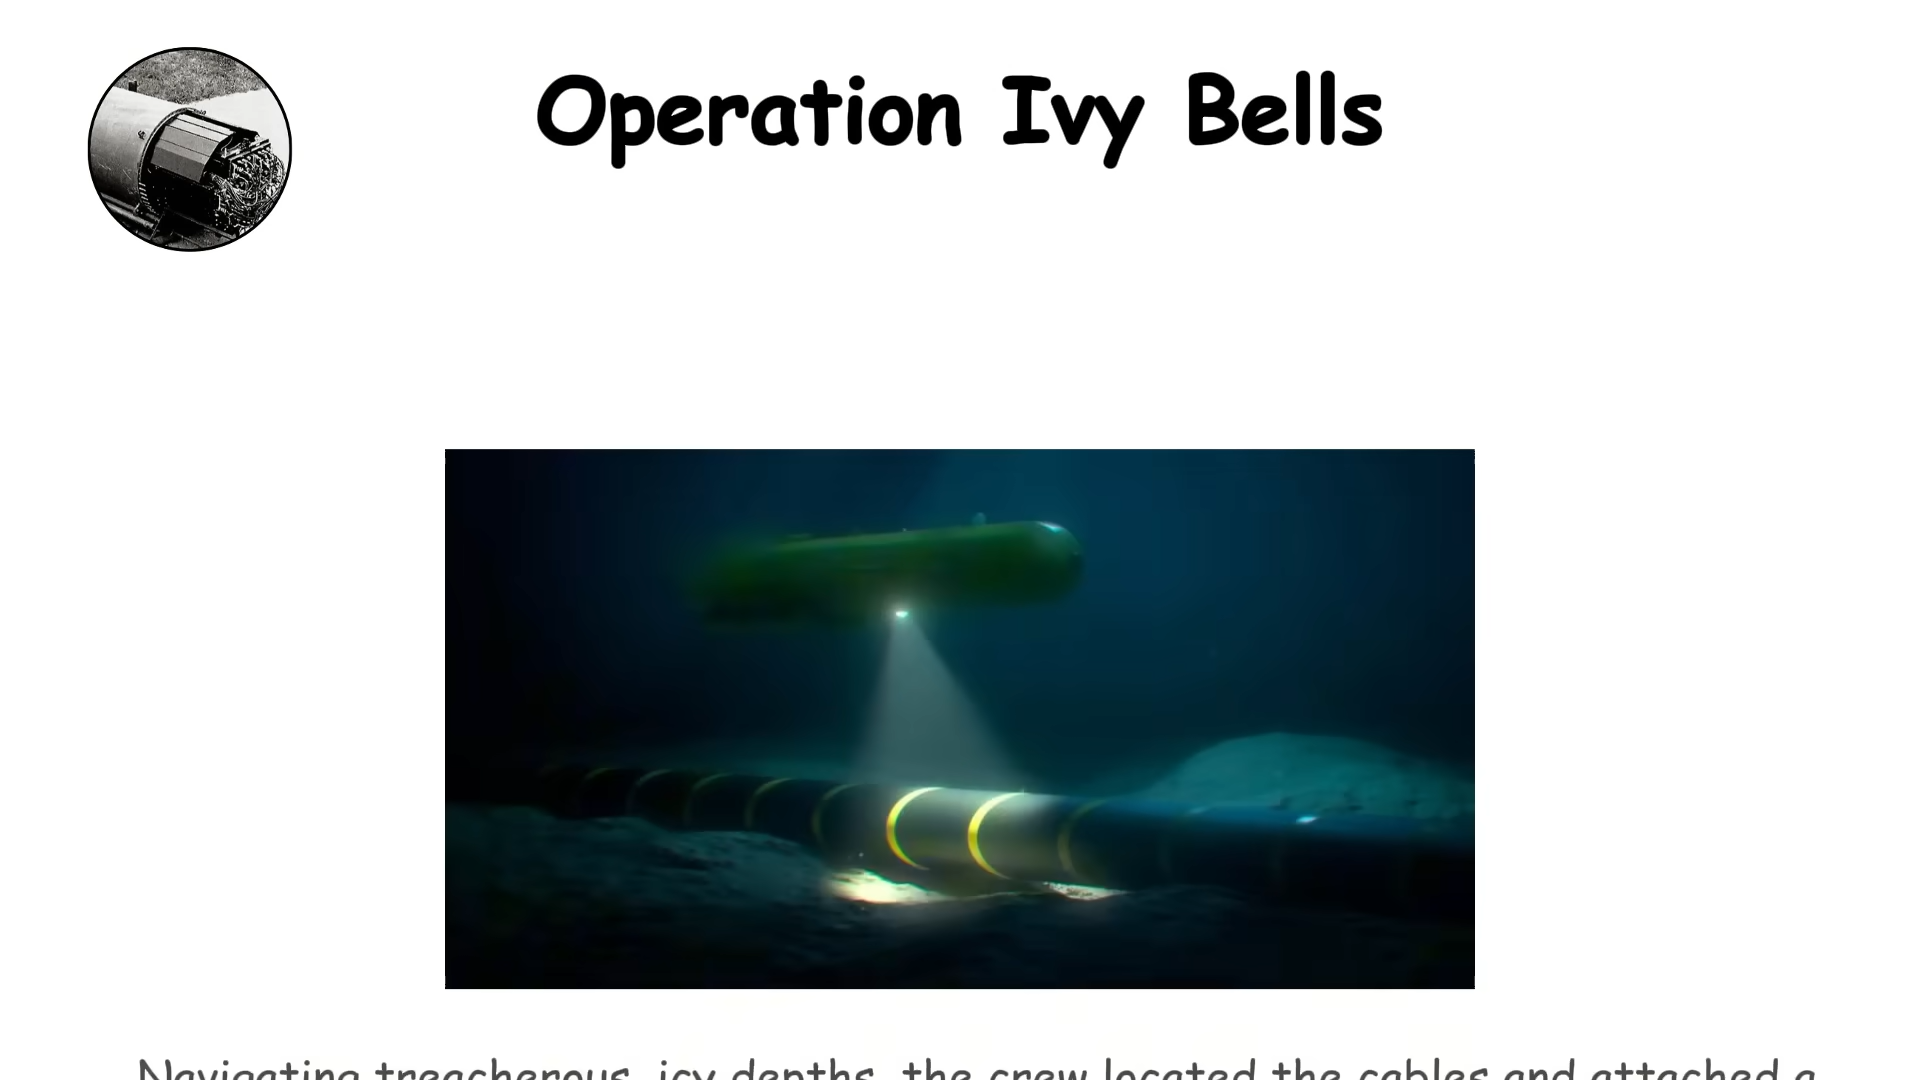 Operation Ivy Bells
Navigating treacherous, icy depths, the crew located the cables and attached a